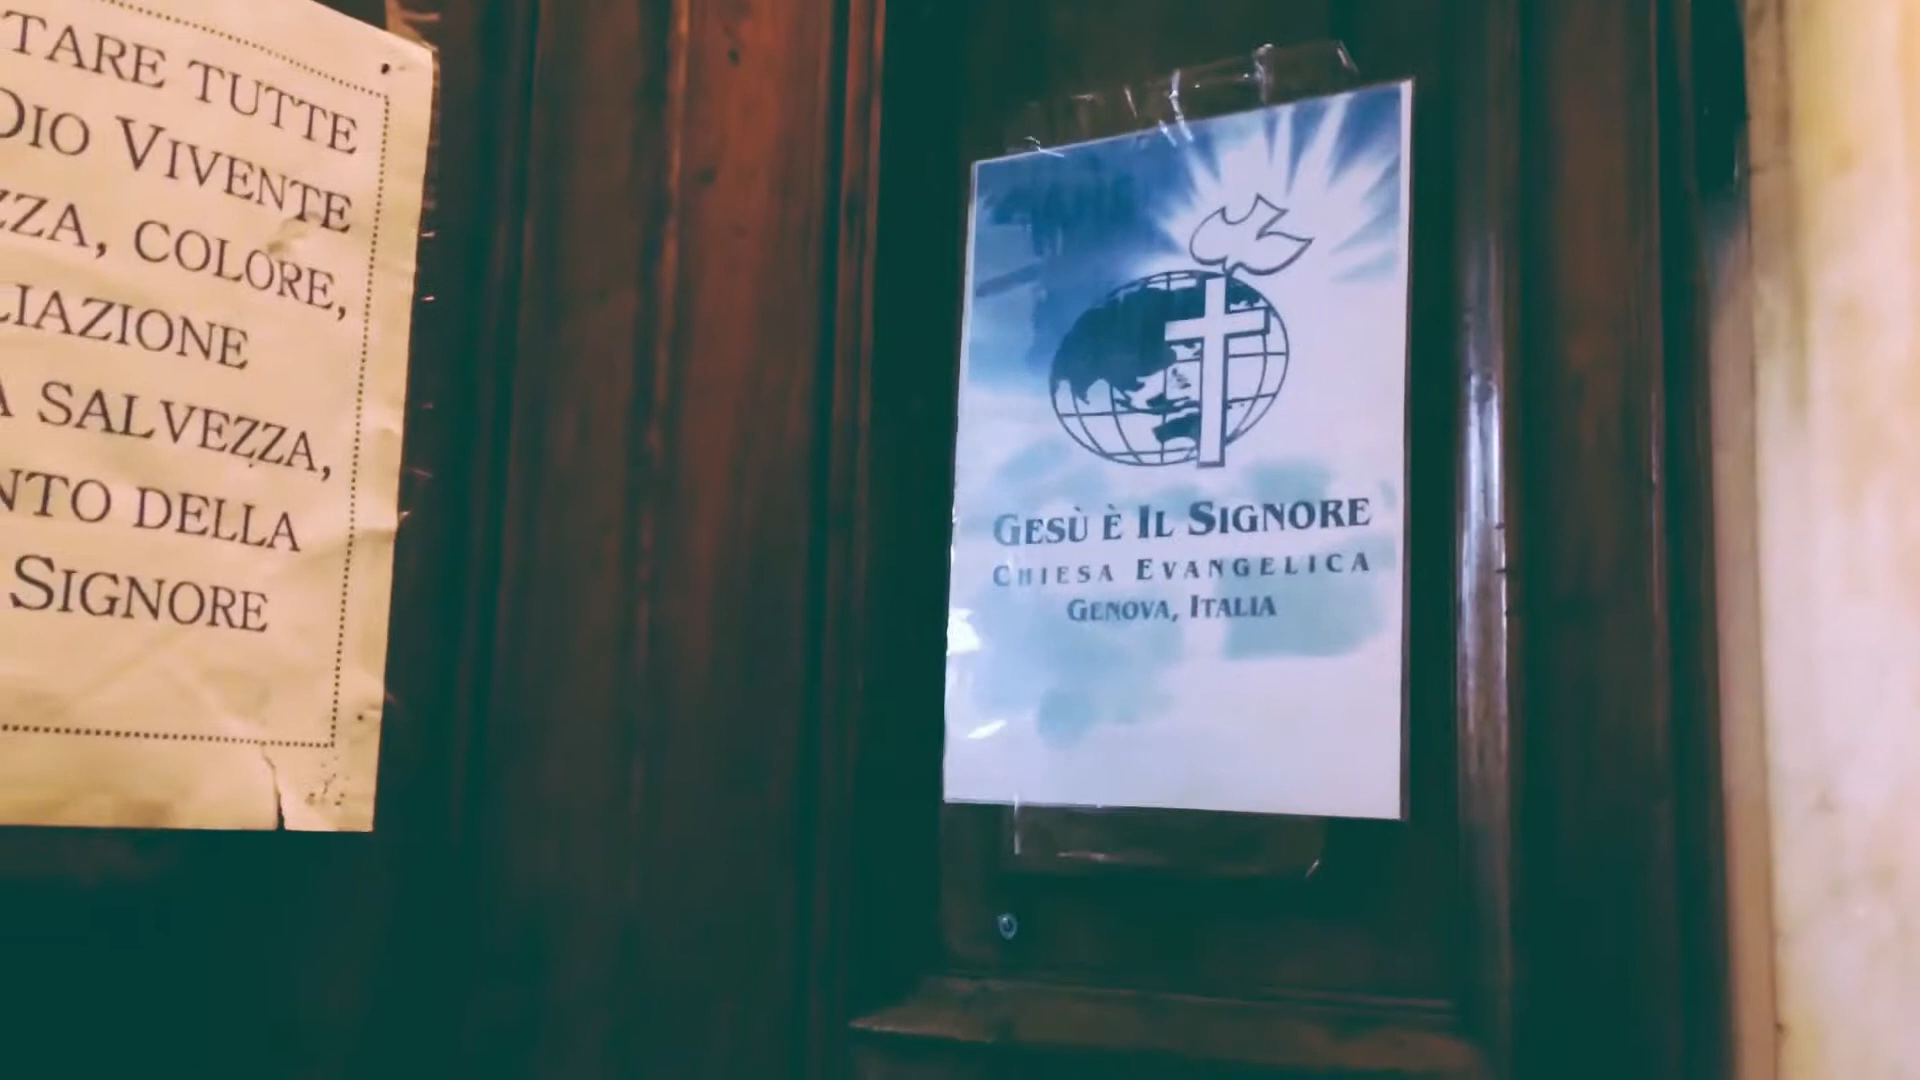 TARE TUTTE
DIO VIVENTE
ZZA, COLORE,
LIAZIONE
A SALVEZZA,
NTO DELLA
SIGNORE
GESÙ È IL SIGNORE
CHIESA EVANGELICA
GENOVA, ITALIA